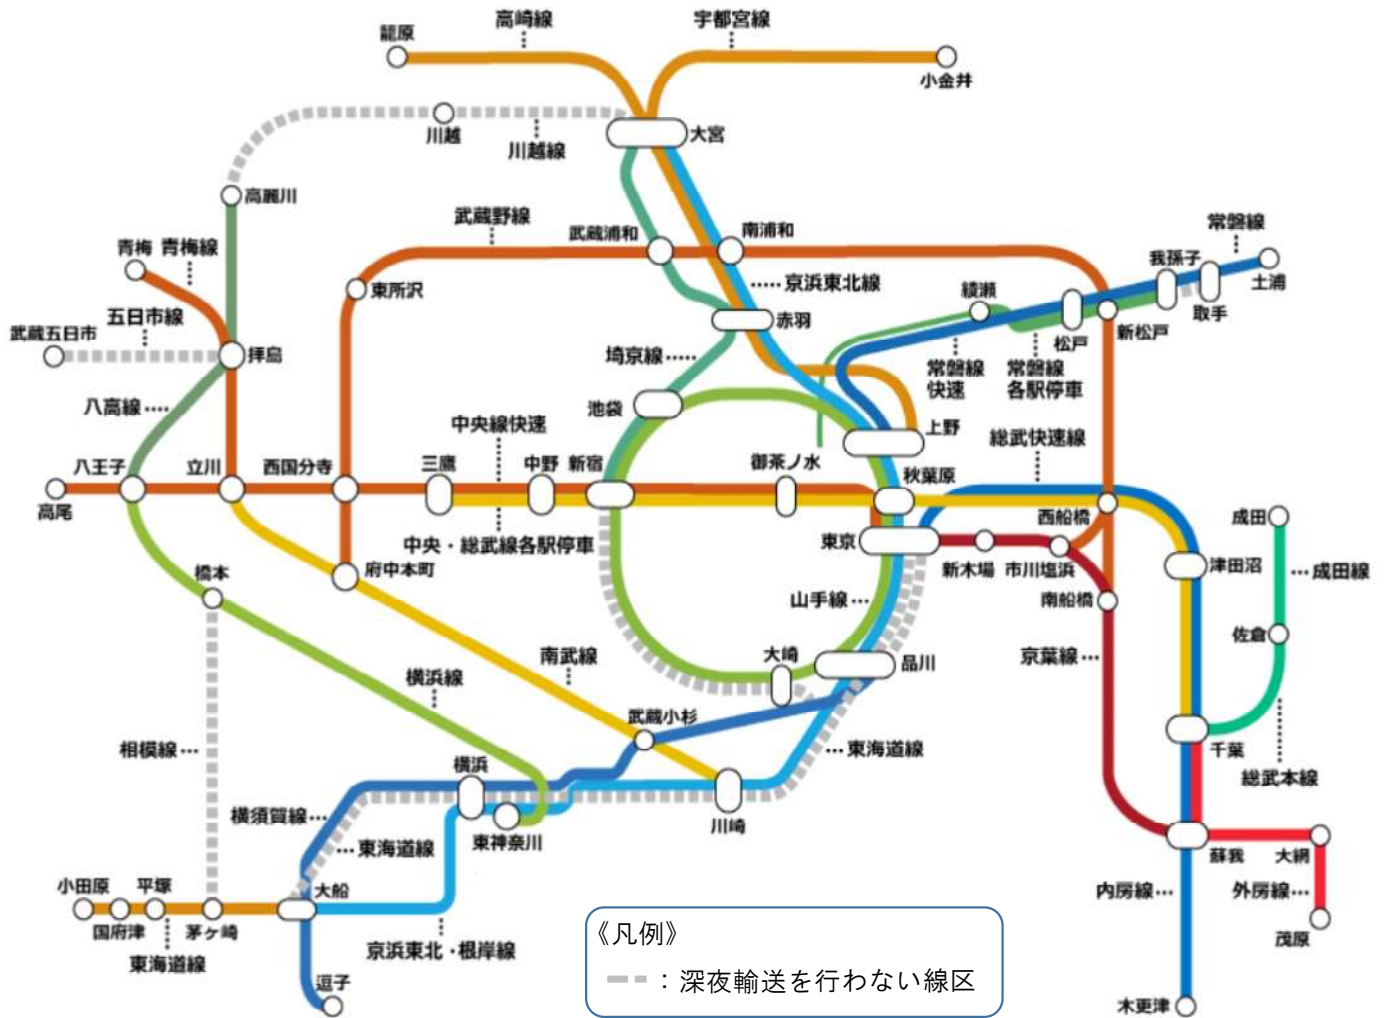 高崎線
宇都宮線
籠原
小金井
大宮
川越
川越線
高麗川
武蔵野線
武蔵浦和
南浦和
常磐線
青梅
青梅線
我孫子
土浦
東所沢
京浜東北線
綾瀬
取手
五日市線
武蔵五日市
拝島
赤羽
松戸
新松戸
埼京線
常磐線
快速
常磐線
各駅停車
八高線
池袋
中央線快速
上野
総武快速線
八王子
立川
西国分寺
三鷹
中野
新宿
御茶ノ水
秋葉原
高尾
西船橋
成田
中央・総武線各駅停車
東京
新木場
市川塩浜
津田沼
成田線
橋本
府中本町
山手線
南船橋
佐倉
南武線
大崎
品川
京葉線
横浜線
武蔵小杉
相模線
東海道線
千葉
横浜
総武本線
横須賀線
川崎
東海道線
東神奈川
蘇我
大網
小田原
平塚
大船
内房線
外房線
国府津
茅ヶ崎
東海道線
京浜東北・根岸線
茂原
逗子
木更津
《凡例》
：深夜輸送を行わない線区